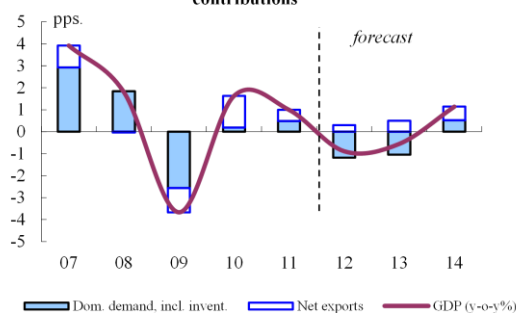 contributions
pps.
forecast
5
4
3
2
1
0
-1
-2
-3
-4
-5
07 08 09 10 11 12 13 14
Dom. demand, incl. invent. Net exports GDP (y-o-y%)